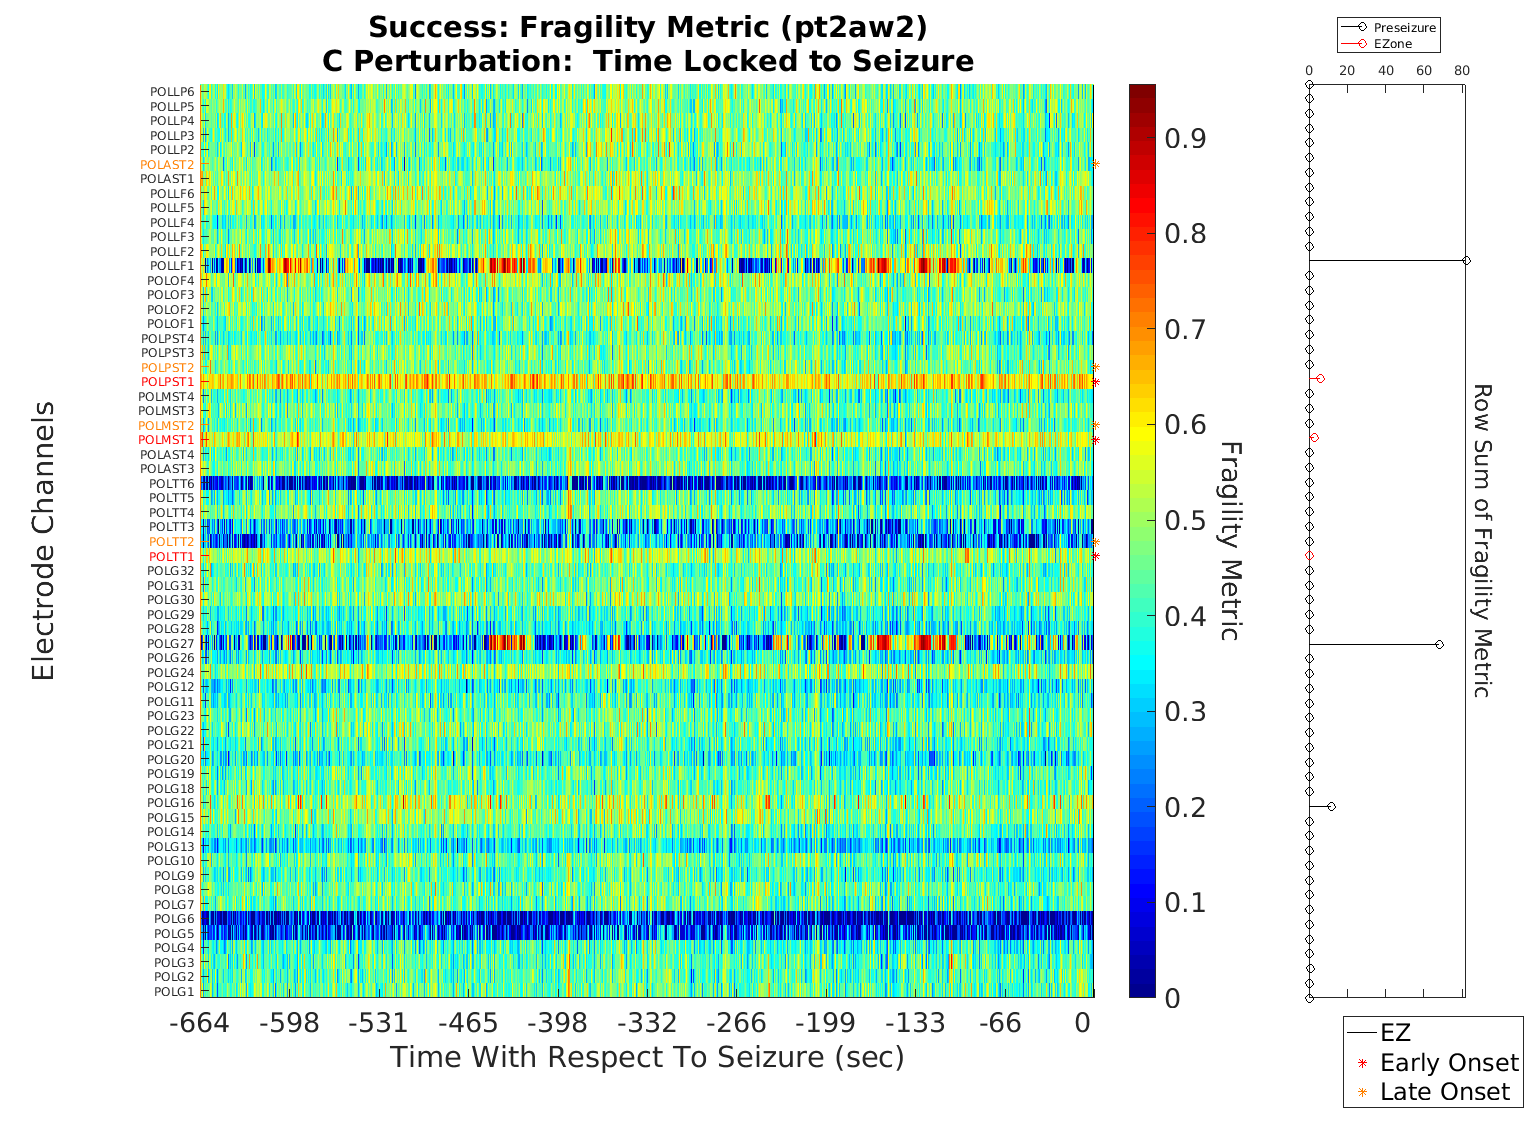 Success: Fragility Metric (pt2aw2)
C Perturbation:  Time Locked to Seizure
Preseizure
EZone
0 20 40 60 80
Electrode Channels
POLLP6
POLLP5
POLLP4
POLLP3
POLLP2
POLAST2
POLAST1
POLLF6
POLLF5
POLLF4
POLLF3
POLLF2
POLLF1
POLOF4
POLOF3
POLOF2
POLOF1
POLPST4
POLPST3
POLPST2
POLPST1
POLMST4
POLMST3
POLMST2
POLMST1
POLAST4
POLAST3
POLTT6
POLTT5
POLTT4
POLTT3
POLTT2
POLTT1
POLG32
POLG31
POLG30
POLG29
POLG28
POLG27
POLG26
POLG24
POLG12
POLG11
POLG23
POLG22
POLG21
POLG20
POLG19
POLG18
POLG16
POLG15
POLG14
POLG13
POLG10
POLG9
POLG8
POLG7
POLG6
POLG5
POLG4
POLG3
POLG2
POLG1
-664 -598 -531 -465 -398 -332 -266 -199 -133 -66 0
Time With Respect To Seizure (sec)
0.9
0.8
0.7
0.6
0.5
0.4
0.3
0.2
0.1
0
Fragility Metric
Row Sum of Fragility Metric
EZ
Early Onset
Late Onset